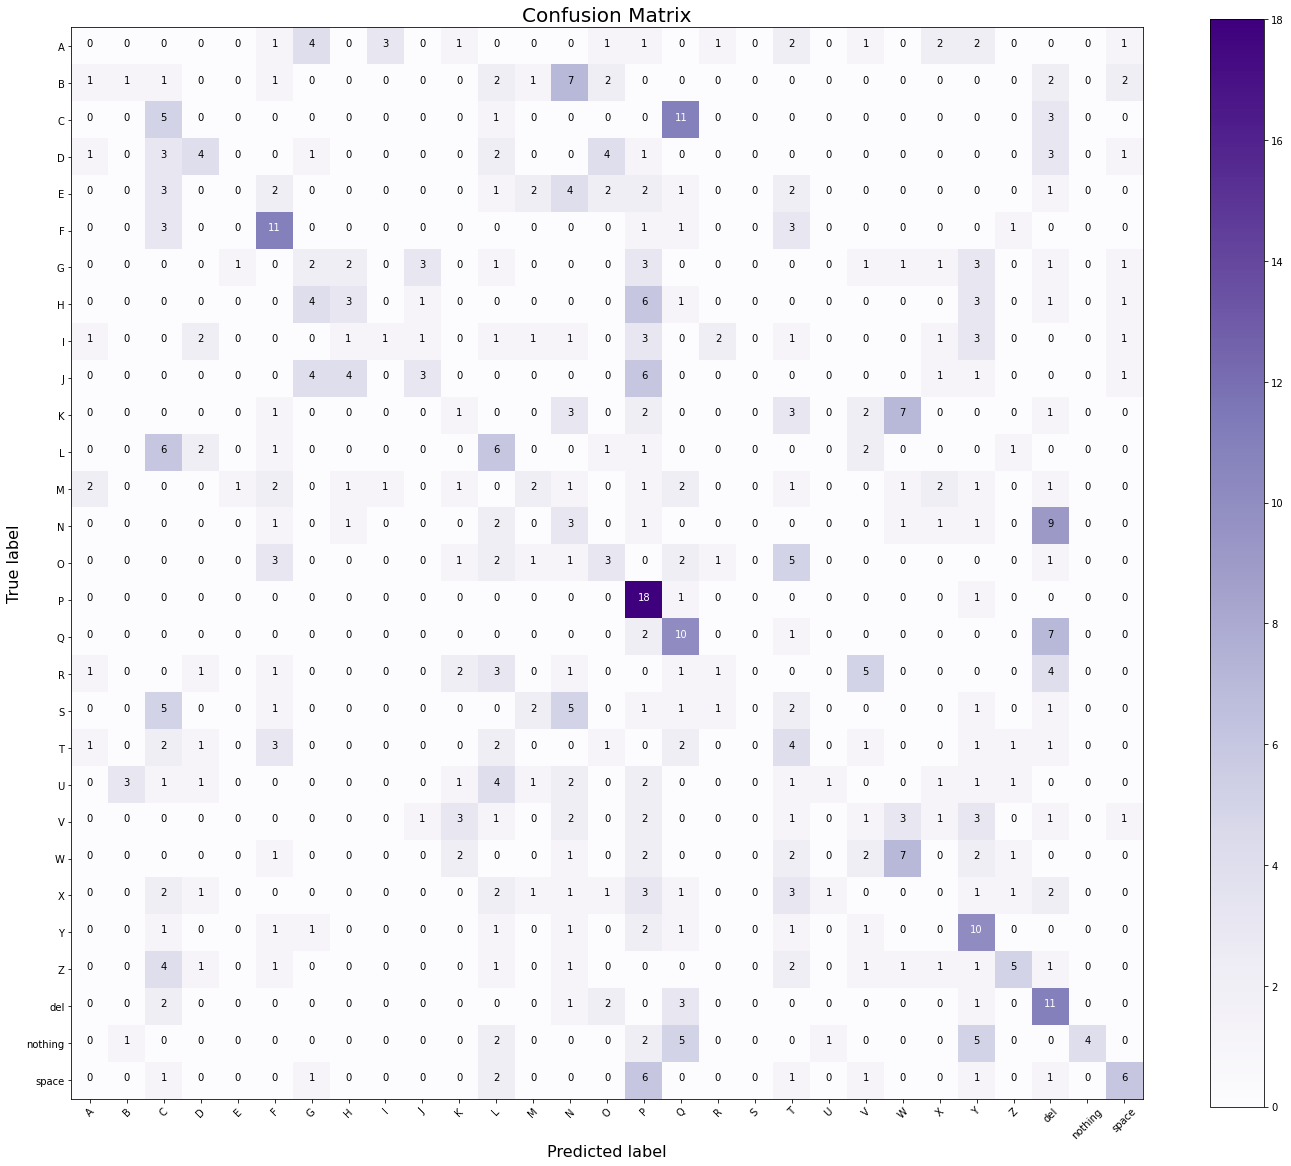 Confusion Matrix
A 0 0 0 0 0 1 4 0 3 0 1 0 0 0 1 1 0 1 0 2 0 1 0 2 2 0 0 0 1
B 1 1 1 0 0 1 0 0 0 0 0 2 1 7 2 0 0 0 0 0 0 0 0 0 0 0 2 0 2
C 0 0 5 0 0 0 0 0 0 0 0 1 0 0 0 0 11 0 0 0 0 0 0 0 0 0 3 0 0
D 1 0 3 4 0 0 1 0 0 0 0 2 0 0 4 1 0 0 0 0 0 0 0 0 0 0 3 0 1
E 0 0 3 0 0 2 0 0 0 0 0 1 2 4 2 2 1 0 0 2 0 0 0 0 0 0 1 0 0
F 0 0 3 0 0 11 0 0 0 0 0 0 0 0 0 1 1 0 0 3 0 0 0 0 0 1 0 0 0
G 0 0 0 0 1 0 2 2 0 3 0 1 0 0 0 3 0 0 0 0 0 1 1 1 3 0 1 0 1
H 0 0 0 0 0 0 4 3 0 1 0 0 0 0 0 6 1 0 0 0 0 0 0 0 3 0 1 0 1
I 1 0 0 2 0 0 0 1 1 1 0 1 1 1 0 3 0 2 0 1 0 0 0 1 3 0 0 0 1
J 0 0 0 0 0 0 4 4 0 3 0 0 0 0 0 6 0 0 0 0 0 0 0 1 1 0 0 0 1
K 0 0 0 0 0 1 0 0 0 0 1 0 0 3 0 2 0 0 0 3 0 2 7 0 0 0 1 0 0
L 0 0 6 2 0 1 0 0 0 0 0 6 0 0 1 1 0 0 0 0 0 2 0 0 0 1 0 0 0
M 2 0 0 0 1 2 0 1 1 0 1 0 2 1 0 1 2 0 0 1 0 0 1 2 1 0 1 0 0
N 0 0 0 0 0 1 0 1 0 0 0 2 0 3 0 1 0 0 0 0 0 0 1 1 1 0 9 0 0
O 0 0 0 0 0 3 0 0 0 0 1 2 1 1 3 0 2 1 0 5 0 0 0 0 0 0 1 0 0
P 0 0 0 0 0 0 0 0 0 0 0 0 0 0 0 18 1 0 0 0 0 0 0 0 1 0 0 0 0
Q 0 0 0 0 0 0 0 0 0 0 0 0 0 0 0 2 10 0 0 1 0 0 0 0 0 0 7 0 0
R 1 0 0 1 0 1 0 0 0 0 2 3 0 1 0 0 1 1 0 0 0 5 0 0 0 0 4 0 0
S 0 0 5 0 0 1 0 0 0 0 0 0 2 5 0 1 1 1 0 2 0 0 0 0 1 0 1 0 0
T 1 0 2 1 0 3 0 0 0 0 0 2 0 0 1 0 2 0 0 4 0 1 0 0 1 1 1 0 0
U 0 3 1 1 0 0 0 0 0 0 1 4 1 2 0 2 0 0 0 1 1 0 0 1 1 1 0 0 0
V 0 0 0 0 0 0 0 0 0 1 3 1 0 2 0 2 0 0 0 1 0 1 3 1 3 0 1 0 1
W 0 0 0 0 0 1 0 0 0 0 2 0 0 1 0 2 0 0 0 2 0 2 7 0 2 1 0 0 0
X 0 0 2 1 0 0 0 0 0 0 0 2 1 1 1 3 1 0 0 3 1 0 0 0 1 1 2 0 0
Y 0 0 1 0 0 1 1 0 0 0 0 1 0 1 0 2 1 0 0 1 0 1 0 0 10 0 0 0 0
Z 0 0 4 1 0 1 0 0 0 0 0 1 0 1 0 0 0 0 0 2 0 1 1 1 1 5 1 0 0
del 0 0 2 0 0 0 0 0 0 0 0 0 0 1 2 0 3 0 0 0 0 0 0 0 1 0 11 0 0
nothing 0 1 0 0 0 0 0 0 0 0 0 2 0 0 0 2 5 0 0 0 1 0 0 0 5 0 0 4 0
space 0 0 1 0 0 0 1 0 0 0 0 2 0 0 0 6 0 0 0 1 0 1 0 0 1 0 1 0 6
A B C D E F G H I J K L M N O P Q R S T U V W X Y Z del nothing space
True label
Predicted label
18
16
14
12
10
8
6
4
2
0